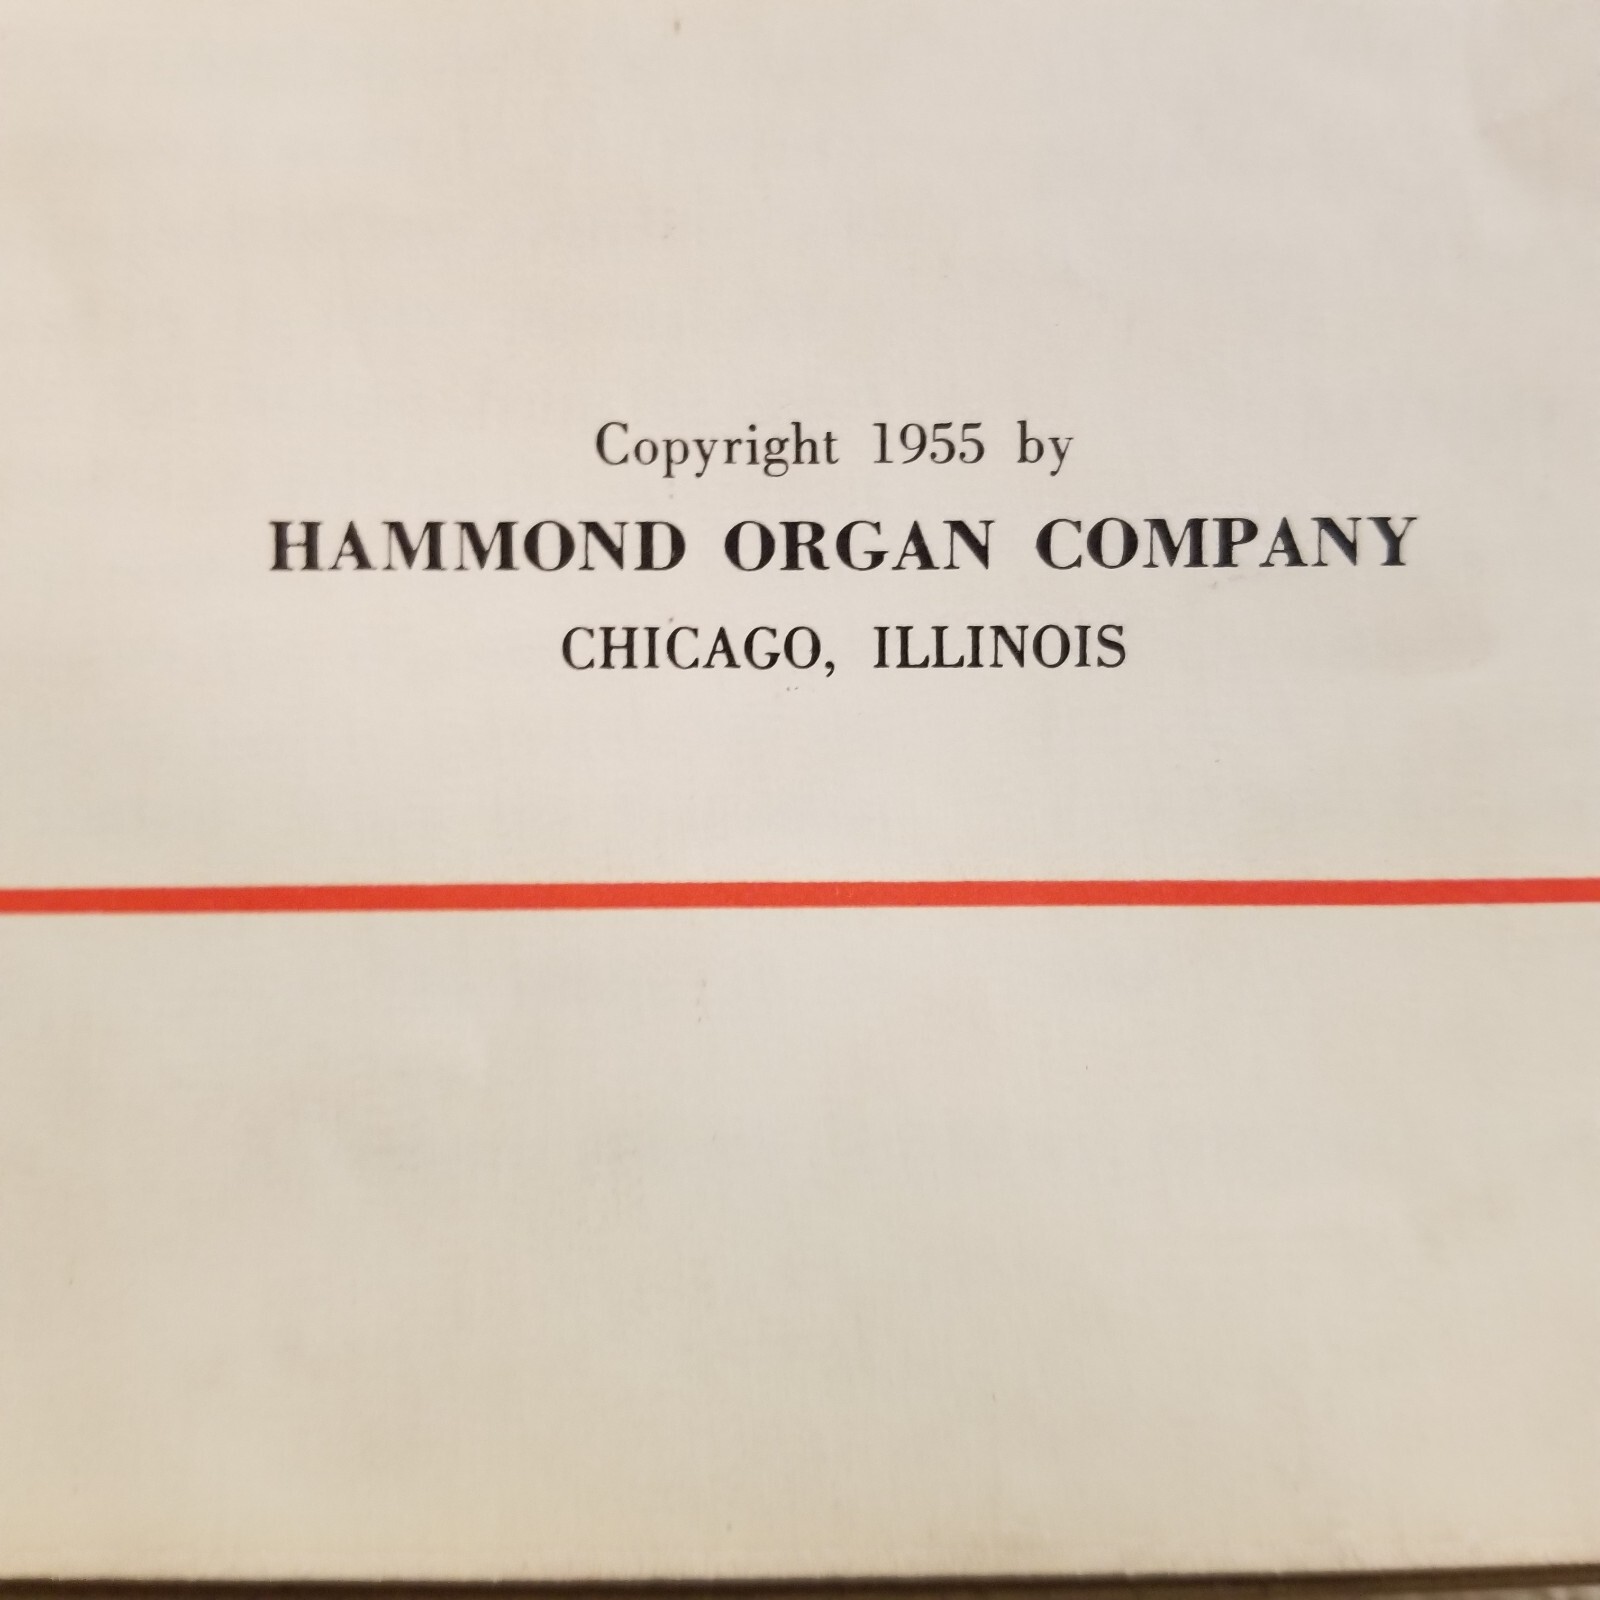 Copyright 1955 by
HAMMOND ORGAN COMPANY
CHICAGO, ILLINOIS